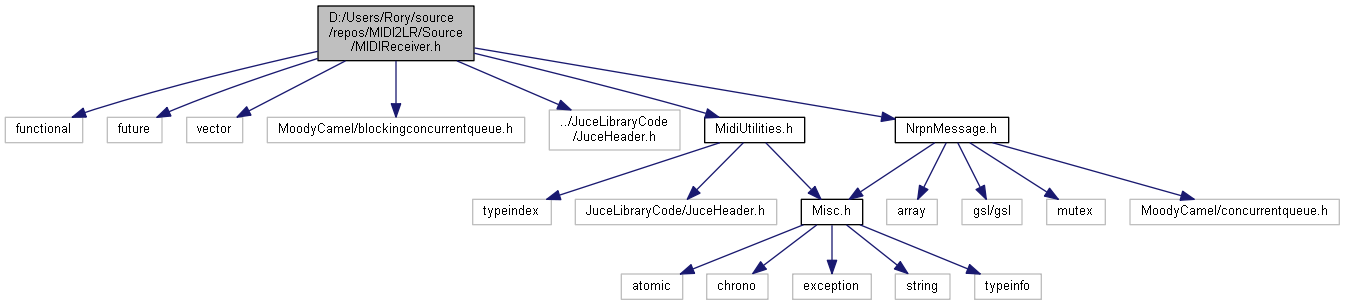 D:/Users/Rory/source
/repos/MIDI2LR/Source
/MIDIReceiver.h
functional
future
vector
MoodyCamel/blockingconcurrentqueue.h
../JuceLibraryCode
/JuceHeader.h
MidiUtilities.h
NrpnMessage.h
typeindex
JuceLibraryCode/JuceHeader.h
Misc.h
array
gsl/gsl
mutex
MoodyCamel/concurrentqueue.h
atomic
chrono
exception
string
typeinfo